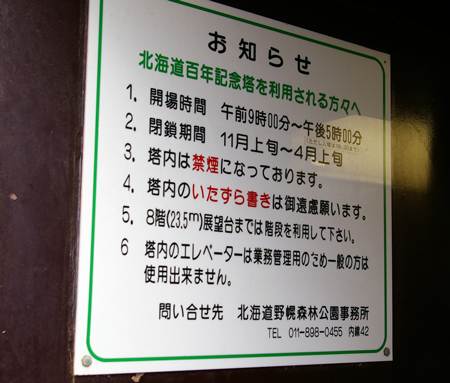 お知らせ
北海道百年記念塔を利用される方々へ
1. 開場時間 午前9時00分～午後5時00分
2. 閉鎖期間 11月上旬～4月上旬
3. 塔内は禁煙になっております。
4. 塔内のいたずら書きは御遠慮願います。
5. 8階(23.5m)展望台までは階段を利用して下さい。
6 塔内のエレベーターは業務管理用のため一般の方は
使用出来ません。
問い合せ先 北海道野幌森林公園事務所
TEL 011-898-0455 内線42